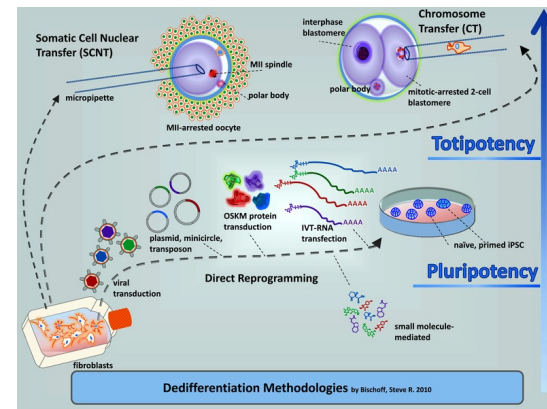 Somatic Cell Nuclear
Transfer (SCNT)
micropipette
MII spindle
polar body
MII-arrested oocyte
interphase
blastomere
Chromosome
Transfer (CT)
polar body
mitotic-arrested 2-cell
blastomere
Totipotency
plasmid, minicircle,
transposon
OSKM protein
transduction
AAAA
AAAA
AAAA
AAAA
IVT-RNA
transfection
naïve, primed iPSC
Direct Reprogramming
Pluripotency
viral
transduction
small molecule-
mediated
fibroblasts
Dedifferentiation Methodologies by Bischoff, Steve R. 2010